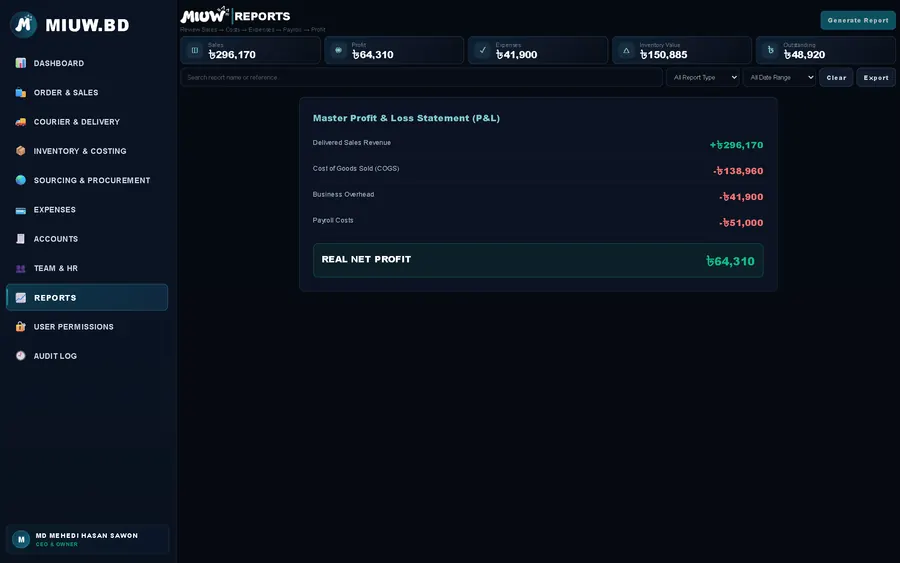 MIUW.BD
DASHBOARD
ORDER & SALES
COURIER & DELIVERY
INVENTORY & COSTING
SOURCING & PROCUREMENT
EXPENSES
ACCOUNTS
TEAM & HR
REPORTS
USER PERMISSIONS
AUDIT LOG
M
MD MEHEDI HASAN SAWON
CEO & OWNER
MIUW REPORTS
Review Sales → Costs → Expenses → Payroll → Profit
Generate Report
Sales
৳296,170
Profit
৳64,310
Expenses
৳41,900
Inventory Value
৳150,885
৳
Outstanding
৳48,920
Search report name or reference...
All Report Type
All Date Range
Clear
Export
Master Profit & Loss Statement (P&L)
Delivered Sales Revenue +৳296,170
Cost of Goods Sold (COGS) -৳138,960
Business Overhead -৳41,900
Payroll Costs -৳51,000
REAL NET PROFIT ৳64,310